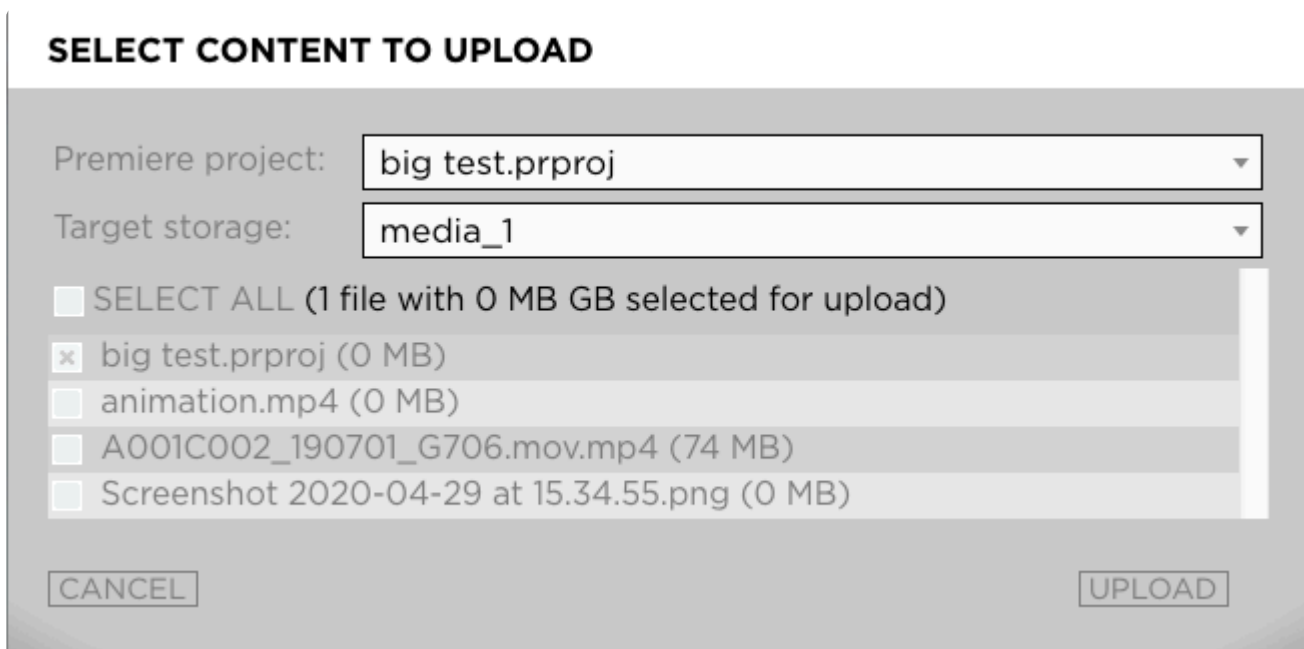 SELECT CONTENT TO UPLOAD
Premiere project: big test.prproj
Target storage: media_1
SELECT ALL (1 file with 0 MB GB selected for upload)
big test.prproj (0 MB)
animation.mp4 (0 MB)
A001C002_190701_G706.mov.mp4 (74 MB)
Screenshot 2020-04-29 at 15.34.55.png (0 MB)
CANCEL UPLOAD